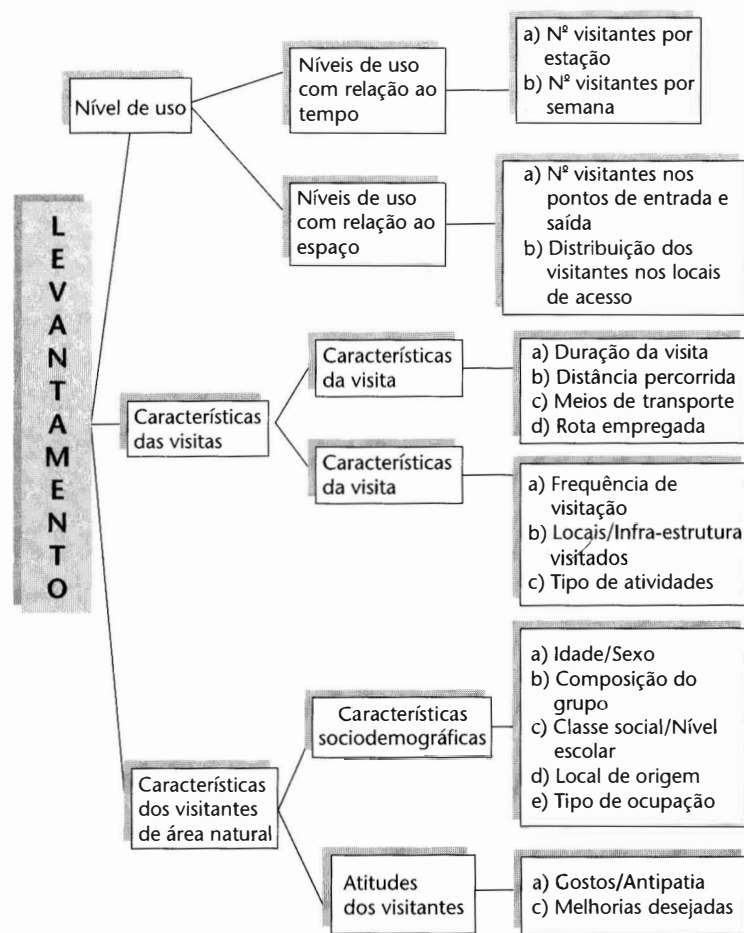 LEVANTAMENTO
Nível de uso
Níveis de uso
com relação ao
tempo
a) Nº visitantes por
estação
b) Nº visitantes por
semana
Níveis de uso
com relação ao
espaço
a) Nº visitantes nos
pontos de entrada e
saída
b) Distribuição dos
visitantes nos locais
de acesso
Características
das visitas
Características
da visita
a) Duração da visita
b) Distância percorrida
c) Meios de transporte
d) Rota empregada
Características
da visita
a) Frequência de
visitação
b) Locais/Infra-estrutura
visitados
c) Tipo de atividades
Características
dos visitantes
de área natural
Características
sociodemográficas
a) Idade/Sexo
b) Composição do
grupo
c) Classe social/Nível
escolar
d) Local de origem
e) Tipo de ocupação
Atitudes
dos visitantes
a) Gostos/Antipatia
c) Melhorias desejadas